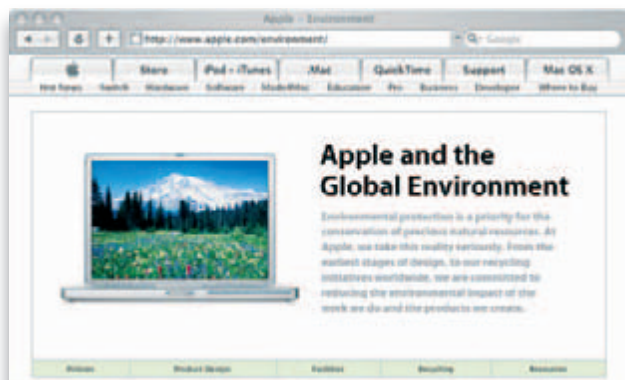 Apple - Environment
http://www.apple.com/environment/ Google
Store iPod + iTunes .Mac QuickTime Support Mac OS X
Hot News Switch Hardware Software Made4Mac Education Pro Business Developer Where to Buy
Apple and the
Global Environment
Environmental protection is a priority for the
conservation of precious natural resources. At
Apple, we take this reality seriously. From the
earliest stages of design, to our recycling
initiatives worldwide, we are committed to
reducing the environmental impact of the
work we do and the products we create.
Policies Product Design Facilities Recycling Resources